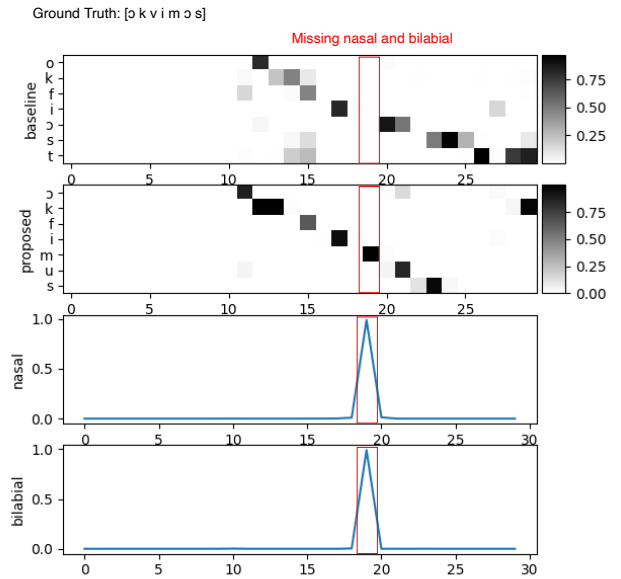 Ground Truth: [ɔ k v i m ɔ s]
Missing nasal and bilabial
baseline
o
k
f
i
ɔ
s
t
0.75
0.50
0.25
0 5 10 15 20 25
proposed
ɔ
k
f
i
m
u
s
0.75
0.50
0.25
0.00
0 5 10 15 20 25
nasal
1.0
0.5
0.0
0 5 10 15 20 25 30
bilabial
1.0
0.5
0.0
0 5 10 15 20 25 30